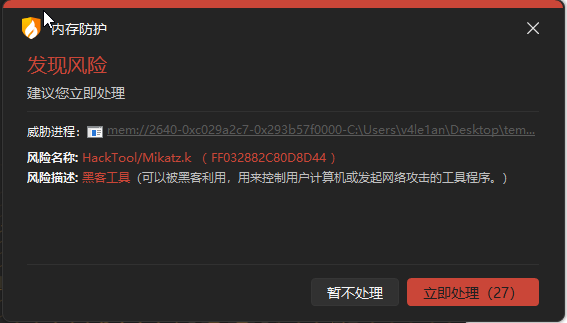 内存防护
发现风险
建议您立即处理
威胁进程： mem://2640-0xc029a2c7-0x293b57f0000-C:\Users\v4le1an\Desktop\tem...
风险名称: HackTool/Mikatz.k （ FF032882C80D8D44 ）
风险描述: 黑客工具（可以被黑客利用，用来控制用户计算机或发起网络攻击的工具程序。）
暂不处理 立即处理（27）